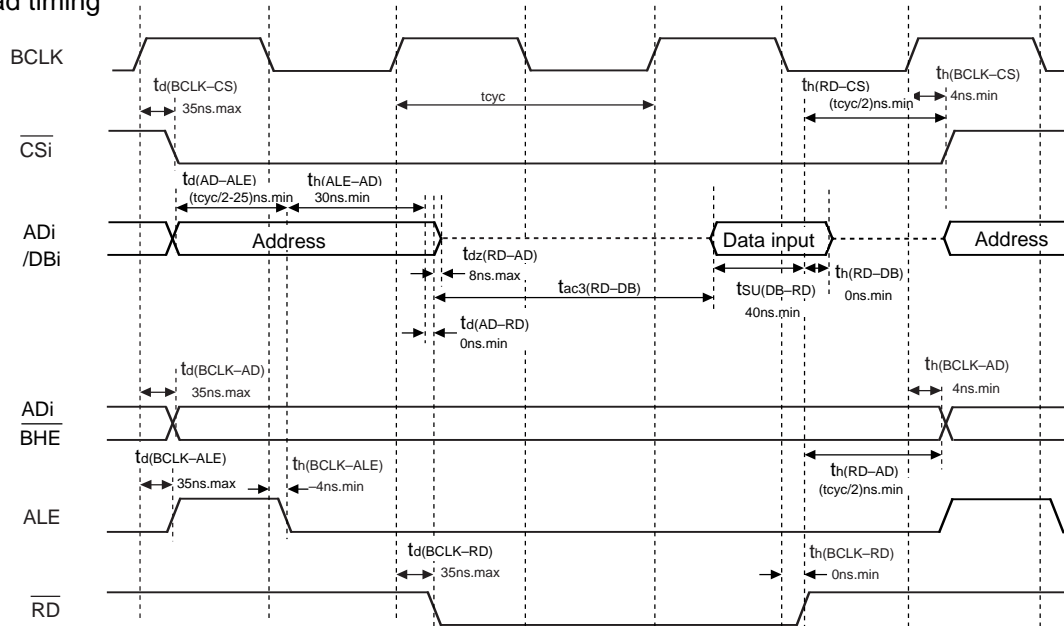 ad timing
BCLK
td(BCLK–CS)
35ns.max
tcyc
th(RD–CS)
(tcyc/2)ns.min
th(BCLK–CS)
4ns.min
CSi
td(AD–ALE)
(tcyc/2-25)ns.min
th(ALE–AD)
30ns.min
ADi
/DBi
Address
Data input
Address
tdz(RD–AD)
8ns.max
tac3(RD–DB)
tSU(DB–RD)
40ns.min
th(RD–DB)
0ns.min
td(AD–RD)
0ns.min
td(BCLK–AD)
35ns.max
th(BCLK–AD)
4ns.min
ADi
BHE
td(BCLK–ALE)
35ns.max
th(BCLK–ALE)
–4ns.min
th(RD–AD)
(tcyc/2)ns.min
ALE
td(BCLK–RD)
35ns.max
th(BCLK–RD)
0ns.min
RD